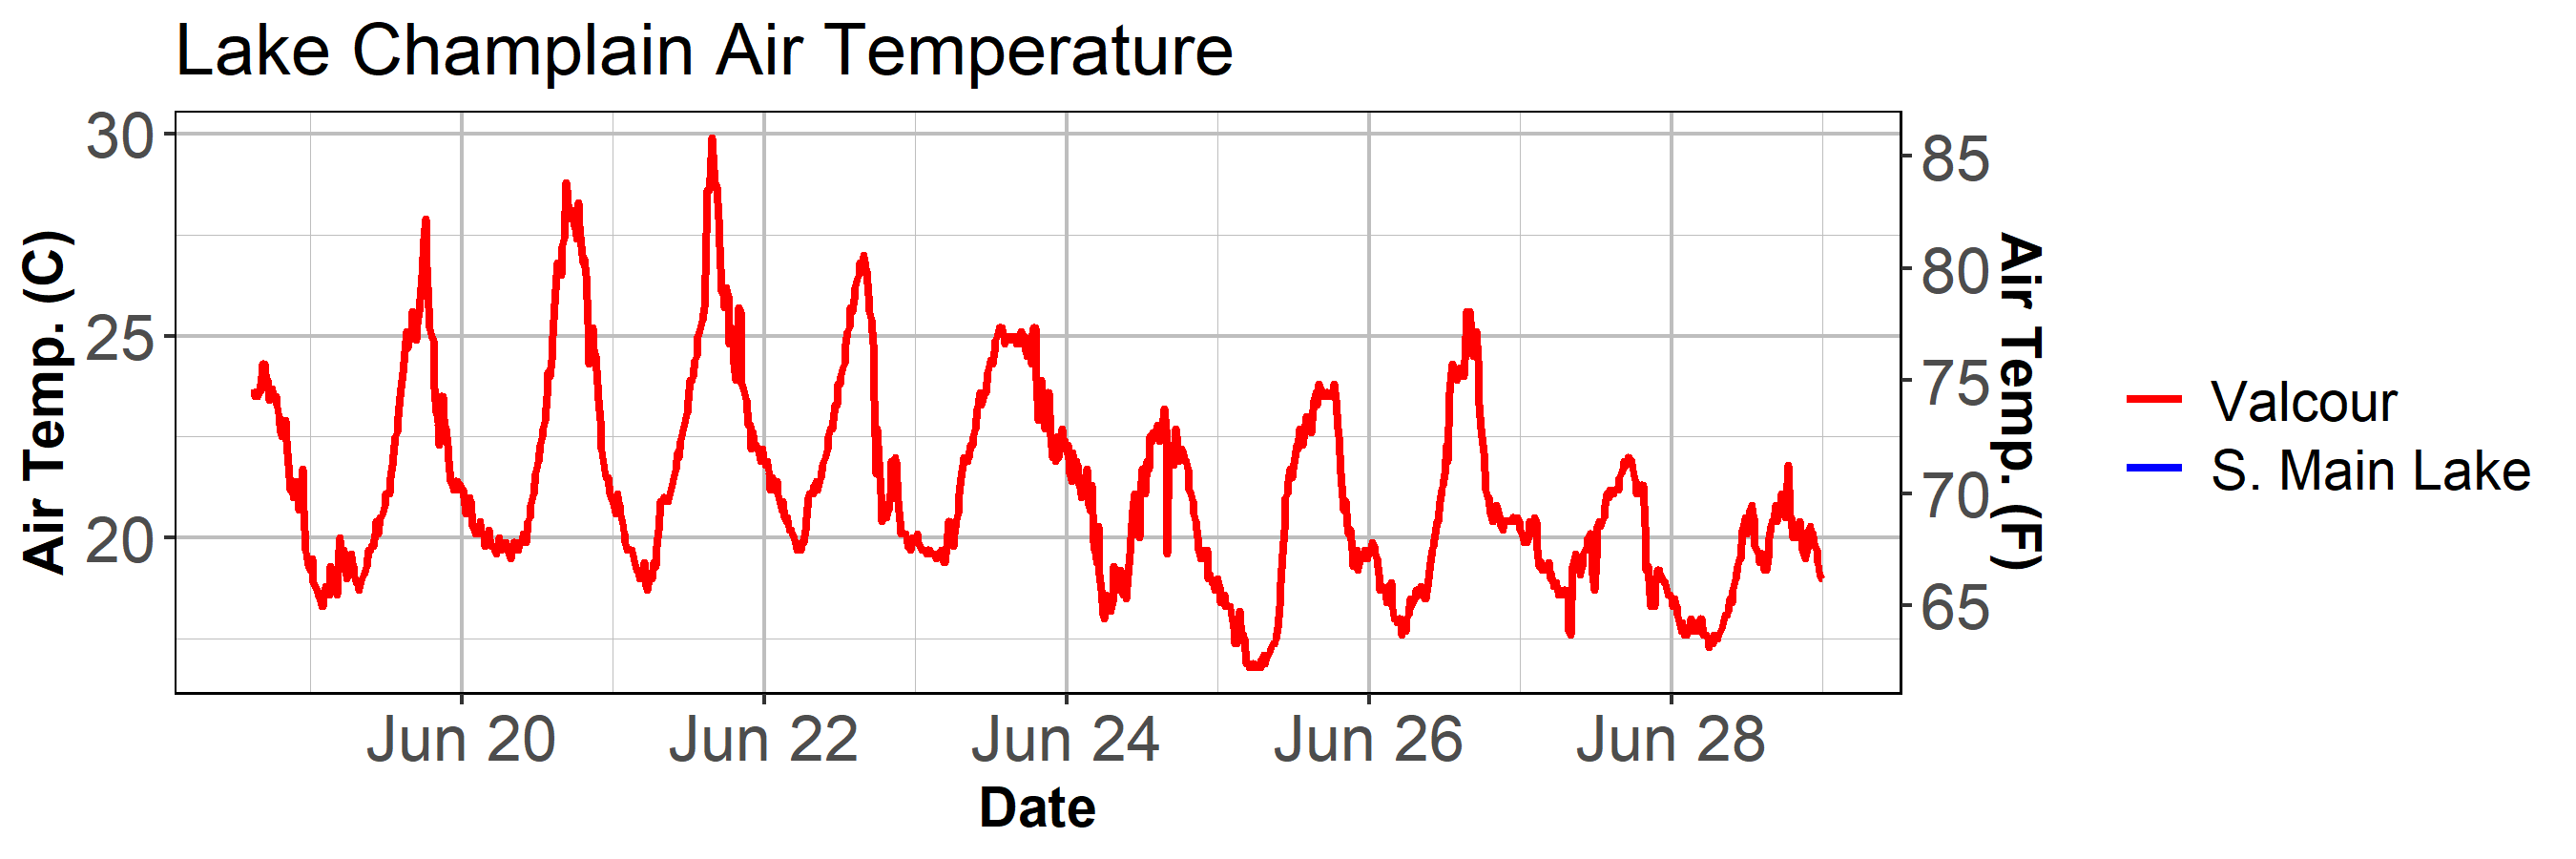 Lake Champlain Air Temperature
30
25
20
Air Temp. (C)
85
80
75
70
65
Air Temp. (F)
Jun 20 Jun 22 Jun 24 Jun 26 Jun 28
Date
Valcour
S. Main Lake